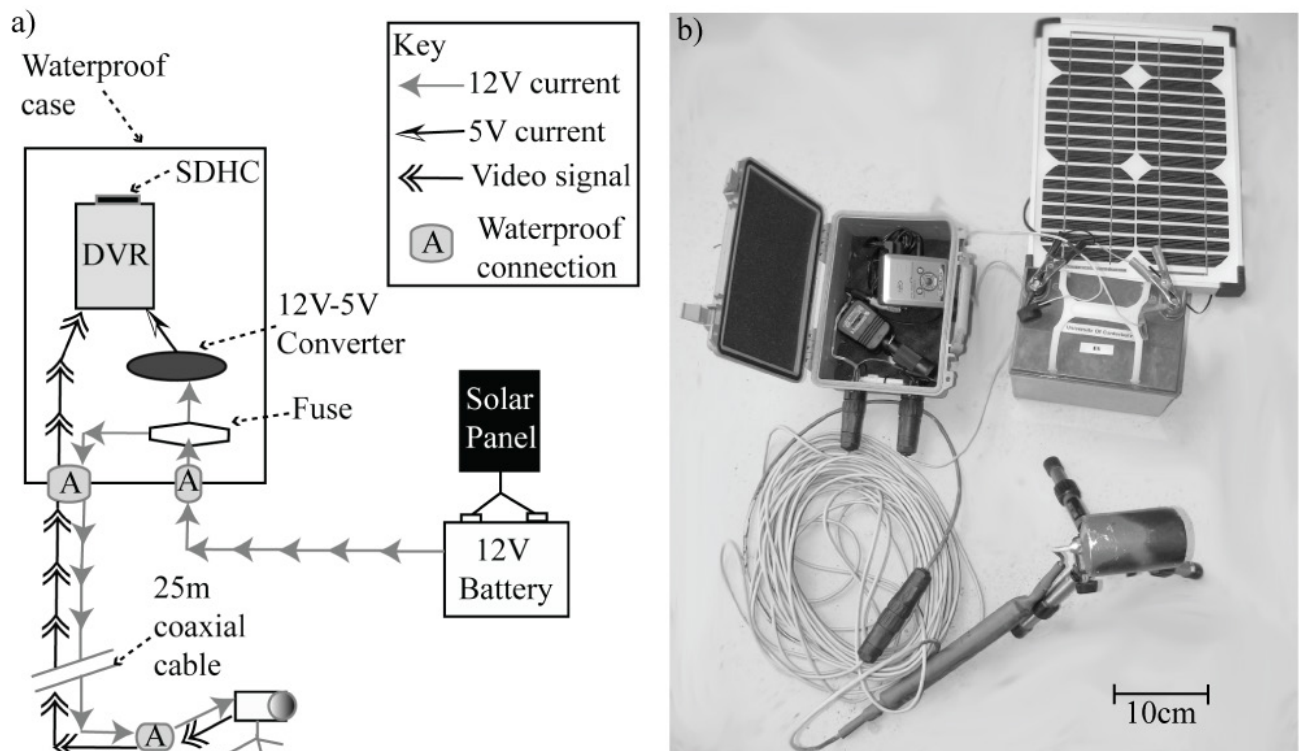 a)
Waterproof
case
SDHC
DVR
12V-5V
Converter
Fuse
A
A
25m
coaxial
cable
A
Key
12V current
5V current
Video signal
A
Waterproof
connection
Solar
Panel
12V
Battery
b)
10cm